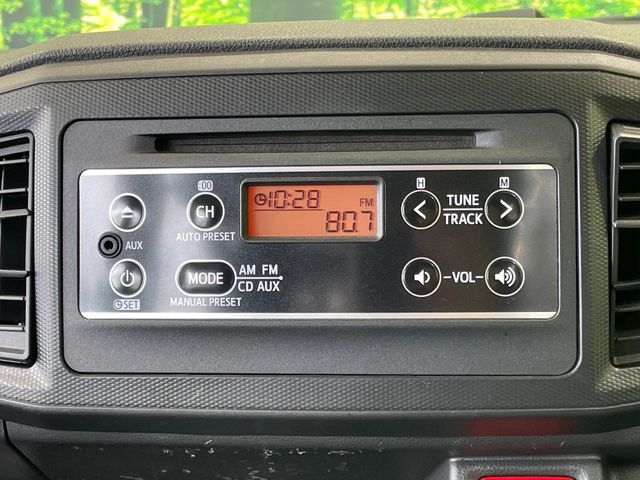 :00
H
M
CH
10:28
FM
80.7
TUNE
TRACK
AUTO PRESET
AUX
MODE
AM FM
CD AUX
VOL
MANUAL PRESET
SET